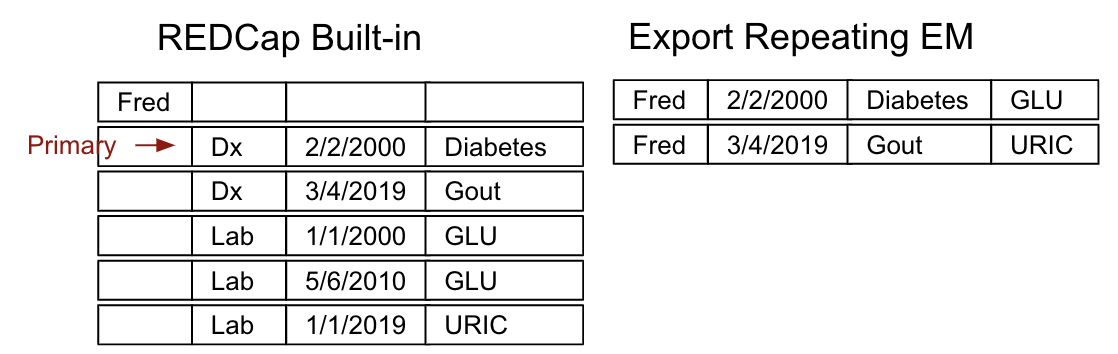 REDCap Built-in
Fred
Primary Dx 2/2/2000 Diabetes
Dx 3/4/2019 Gout
Lab 1/1/2000 GLU
Lab 5/6/2010 GLU
Lab 1/1/2019 URIC
Export Repeating EM
Fred 2/2/2000 Diabetes GLU
Fred 3/4/2019 Gout URIC